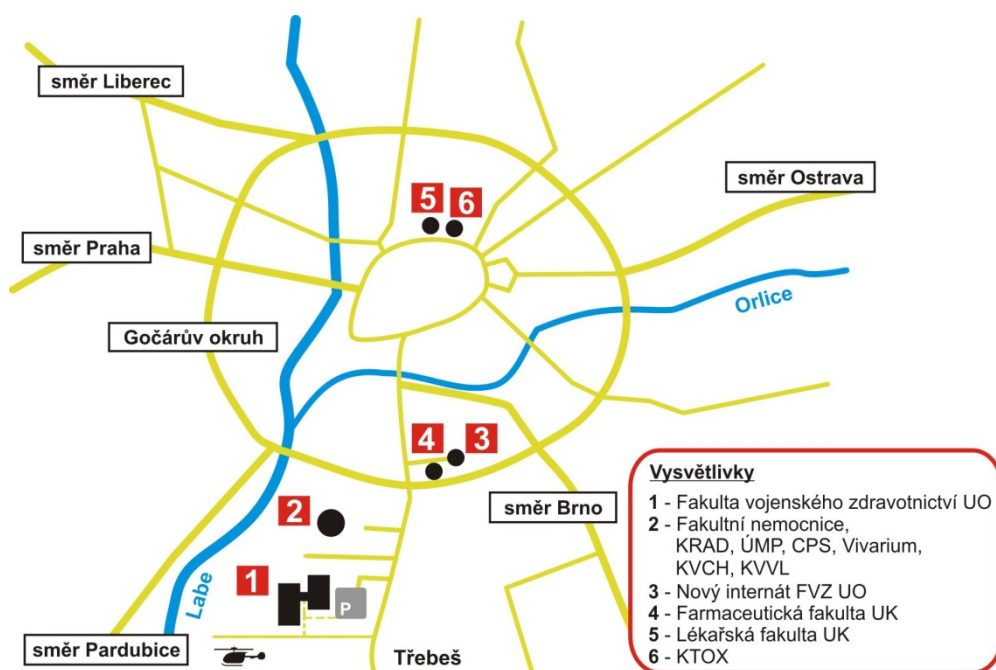 směr Liberec
5
6
směr Ostrava
směr Praha
Orlice
Gočárův okruh
4
3
2
směr Brno
1
P
Labe
směr Pardubice
Třebeš
Vysvětlivky
1 - Fakulta vojenského zdravotnictví UO
2 - Fakultní nemocnice,
KRAD, ÚMP, CPS, Vivarium,
KVCH, KVVL
3 - Nový internát FVZ UO
4 - Farmaceutická fakulta UK
5 - Lékařská fakulta UK
6 - KTOX